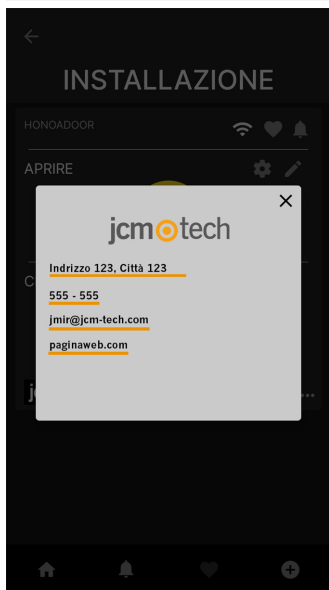 INSTALLAZIONE
HONOADOOR
APRIRE
jcm tech
Indrizzo 123, Città 123
555 - 555
jmir@jcm-tech.com
paginaweb.com
C
j
...